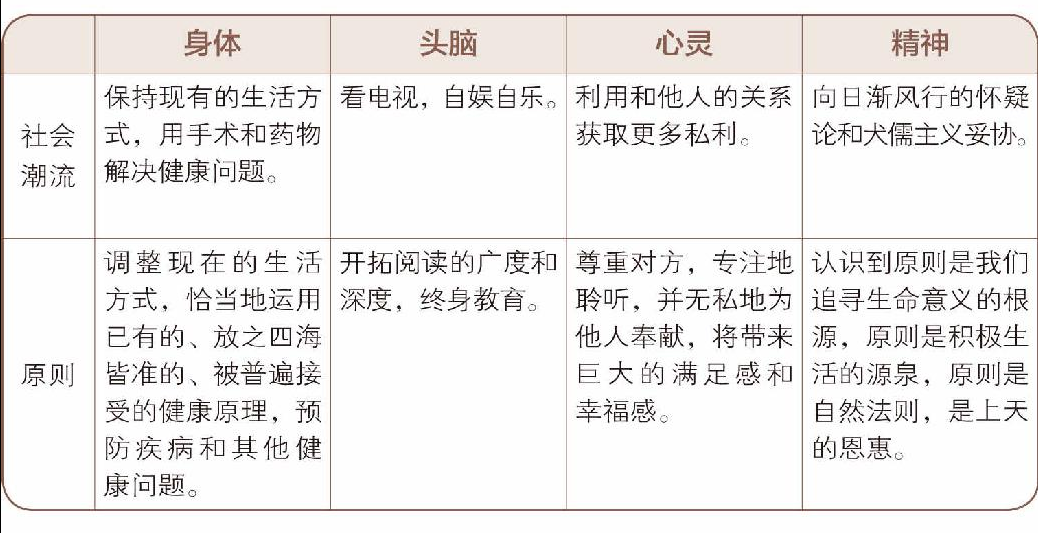 身体
头脑
心灵
精神
社会
潮流
保持现有的生活方
式，用手术和药物
解决健康问题。
看电视，自娱自乐。
利用和他人的关系
获取更多私利。
向日渐风行的怀疑
论和犬儒主义妥协。
原则
调整现在的生活
方式，恰当地运用
已有的、放之四海
皆准的、被普遍接
受的健康原理，预
防疾病和其他健
康问题。
开拓阅读的广度和
深度，终身教育。
尊重对方，专注地
聆听，并无私地为
他人奉献，将带来
巨大的满足感和
幸福感。
认识到原则是我们
追寻生命意义的根
源，原则是积极生
活的源泉，原则是
自然法则，是上天
的恩惠。